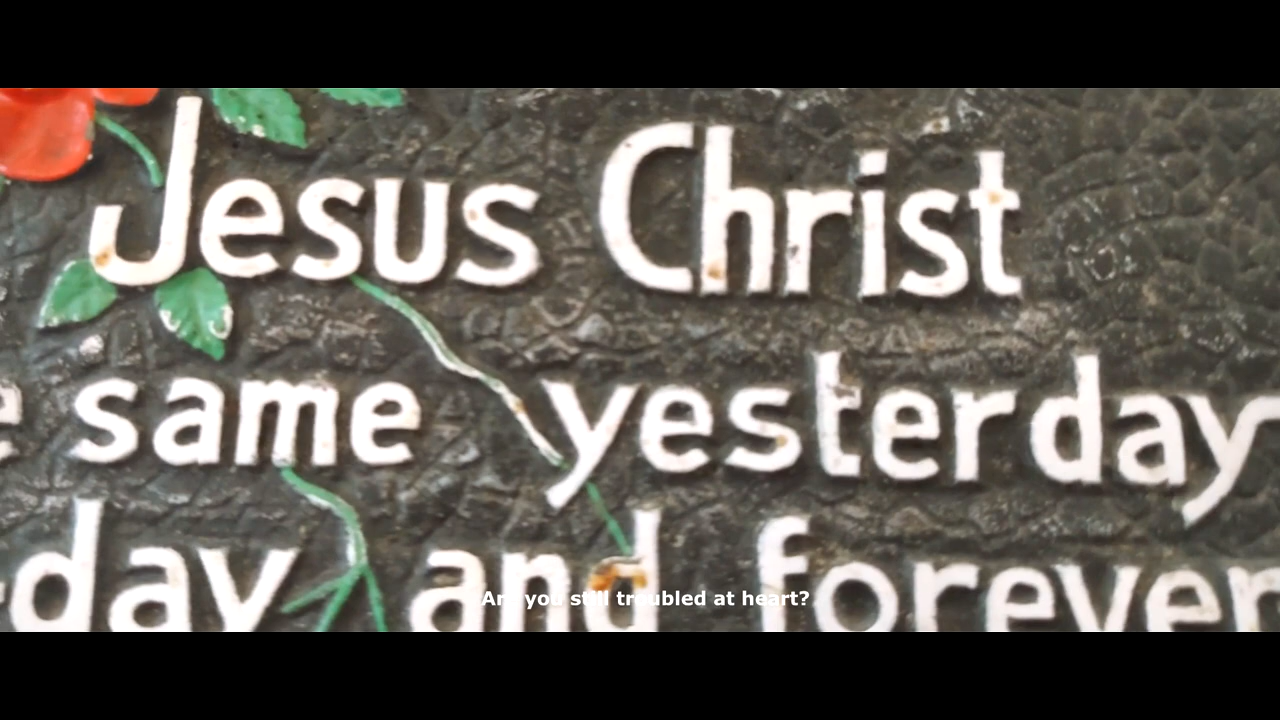 Jesus Christ
same yesterday
day and forever
Are you still troubled at heart?